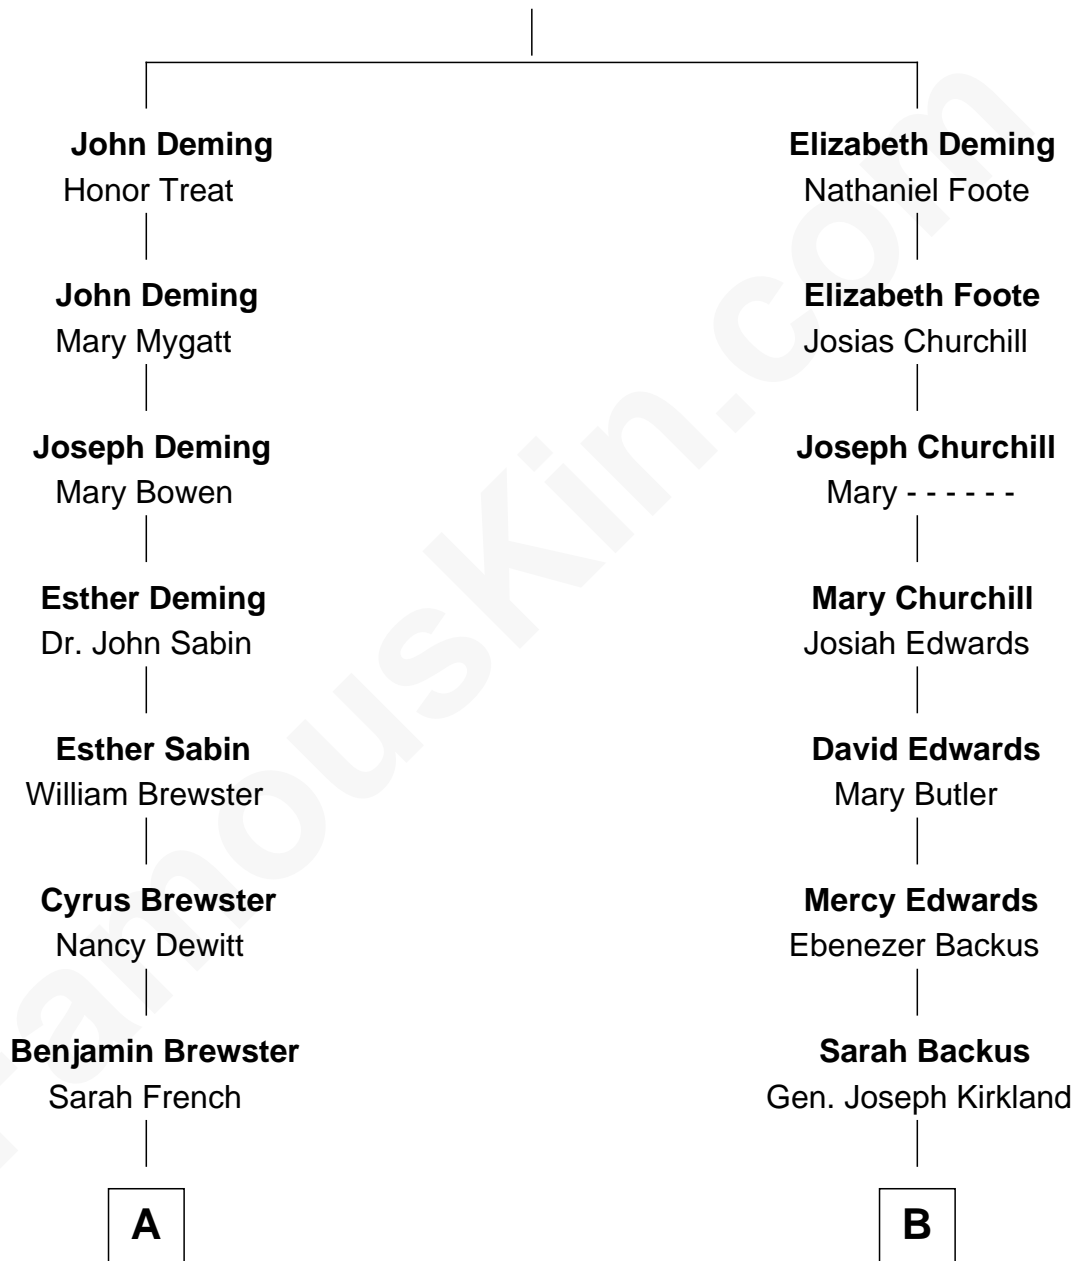 John Deming
Honor Treat
John Deming
Mary Mygatt
Joseph Deming
Mary Bowen
Esther Deming
Dr. John Sabin
Esther Sabin
William Brewster
Cyrus Brewster
Nancy Dewitt
Benjamin Brewster
Sarah French
A
Elizabeth Deming
Nathaniel Foote
Elizabeth Foote
Josias Churchill
Joseph Churchill
Mary - - - - - -
Mary Churchill
Josiah Edwards
David Edwards
Mary Butler
Mercy Edwards
Ebenezer Backus
Sarah Backus
Gen. Joseph Kirkland
B
FamousKin.com